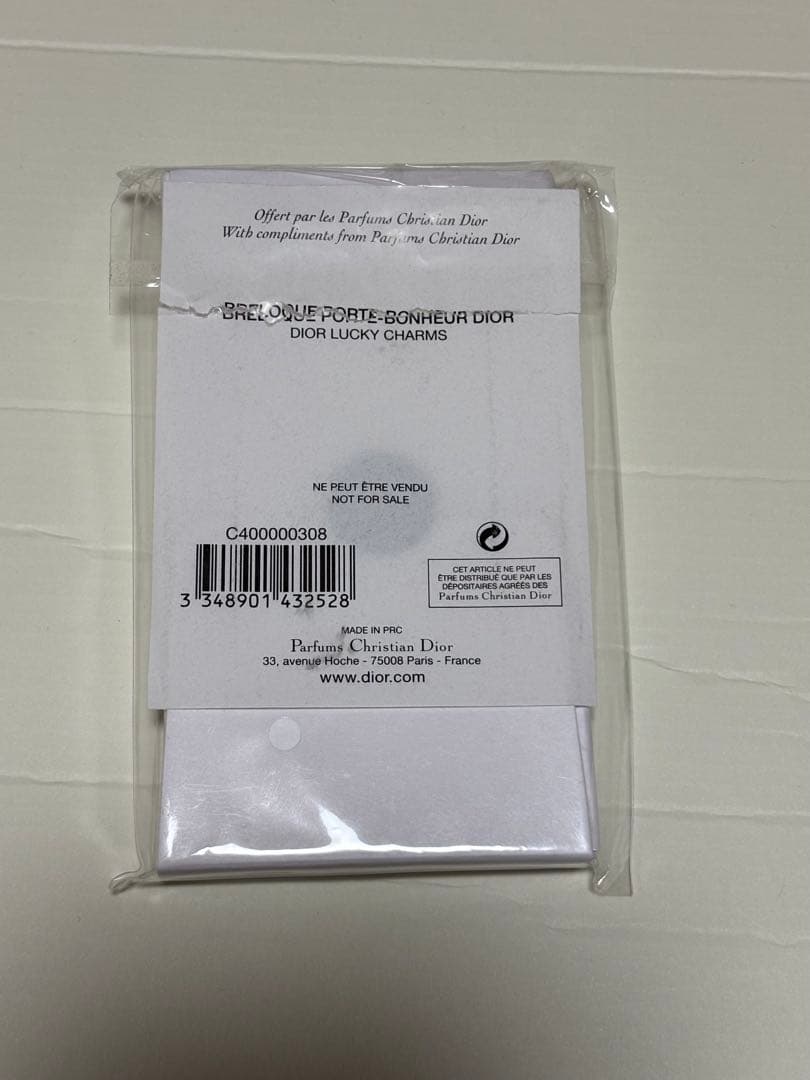 Offert par les Parfums Christian Dior
With compliments from Parfums Christian Dior
BRELOQUE PORTE-BONHEUR DIOR
DIOR LUCKY CHARMS
NE PEUT ÊTRE VENDU
NOT FOR SALE
C400000308
3 348901 432528
CET ARTICLE NE PEUT
ÊTRE DISTRIBUÉ QUE PAR LES
DÉPOSITAIRES AGRÉÉS DES
Parfums Christian Dior
MADE IN PRC
Parfums Christian Dior
33, avenue Hoche - 75008 Paris - France
www.dior.com